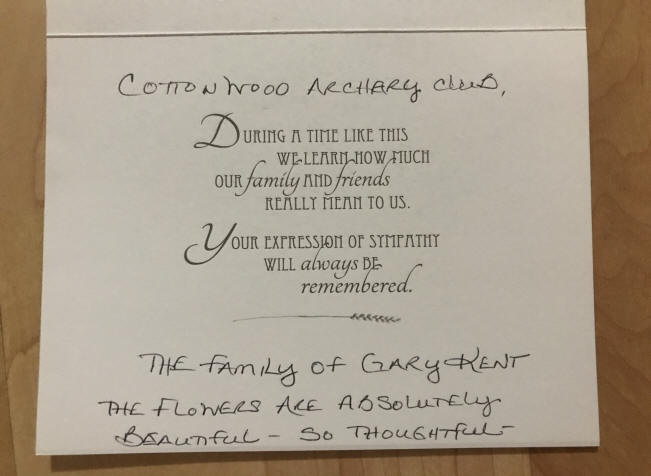 COTTONWOOD ARCHERY CLUB,
DURING A TIME LIKE THIS
WE LEARN HOW MUCH
OUR family AND friends
REALLY MEAN TO US.
YOUR EXPRESSION OF SYMPATHY
WILL always BE
remembered.
THE FAMILY OF GARY KENT
THE FLOWERS ARE ABSOLUTELY
BEAUTIFUL - SO THOUGHTFUL -